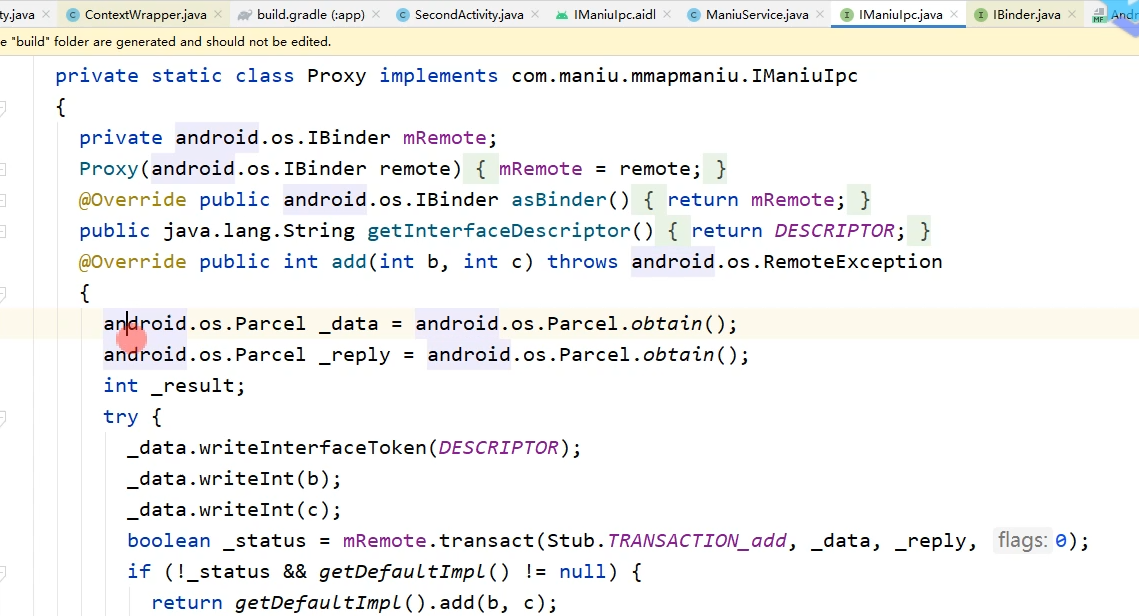 ty.java ContextWrapper.java build.gradle (:app) SecondActivity.java IManiuIpc.aidl ManiuService.java IManiuIpc.java IBinder.java MF Andr
e "build" folder are generated and should not be edited.
private static class Proxy implements com.maniu.mmapmaniu.IManiuIpc
{
private android.os.IBinder mRemote;
Proxy(android.os.IBinder remote) { mRemote = remote; }
@Override public android.os.IBinder asBinder() { return mRemote; }
public java.lang.String getInterfaceDescriptor() { return DESCRIPTOR; }
@Override public int add(int b, int c) throws android.os.RemoteException
{
android.os.Parcel _data = android.os.Parcel.obtain();
android.os.Parcel _reply = android.os.Parcel.obtain();
int _result;
try {
_data.writeInterfaceToken(DESCRIPTOR);
_data.writeInt(b);
_data.writeInt(c);
boolean _status = mRemote.transact(Stub.TRANSACTION_add, _data, _reply, flags: 0);
if (!_status && getDefaultImpl() != null) {
return getDefaultImpl().add(b, c);